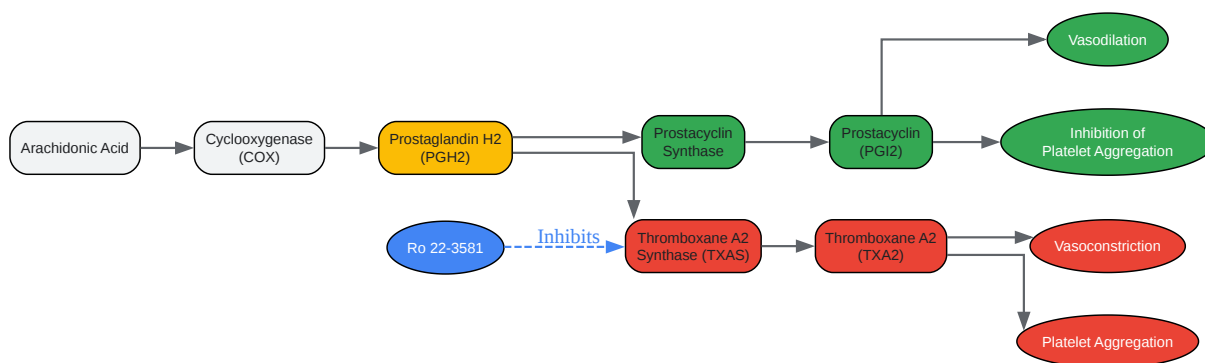 Vasodilation
Arachidonic Acid
Cyclooxygenase
(COX)
Prostaglandin H2
(PGH2)
Prostacyclin
Synthase
Prostacyclin
(PGI2)
Inhibition of
Platelet Aggregation
Ro 22-3581
Inhibits
Thromboxane A2
Synthase (TXAS)
Thromboxane A2
(TXA2)
Vasoconstriction
Platelet Aggregation